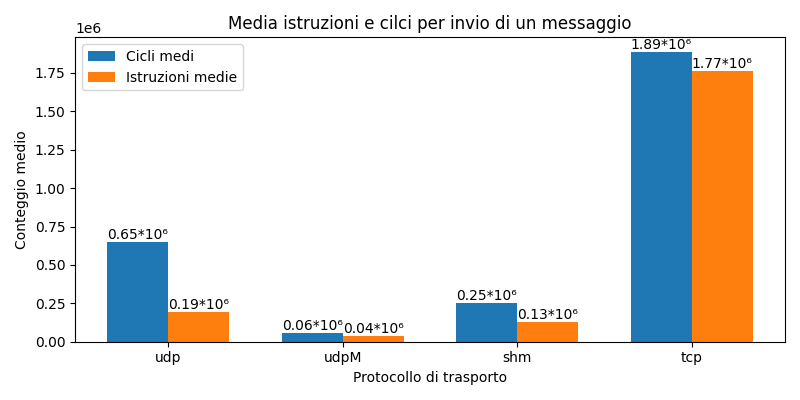 Media istruzioni e cilci per invio di un messaggio
1e6
Cicli medi
Istruzioni medie
Conteggio medio
1.75
1.50
1.25
1.00
0.75
0.50
0.25
0.00
0.65*10⁶
0.19*10⁶
0.06*10⁶
0.04*10⁶
0.25*10⁶
0.13*10⁶
1.89*10⁶
1.77*10⁶
udp
udpM
shm
tcp
Protocollo di trasporto